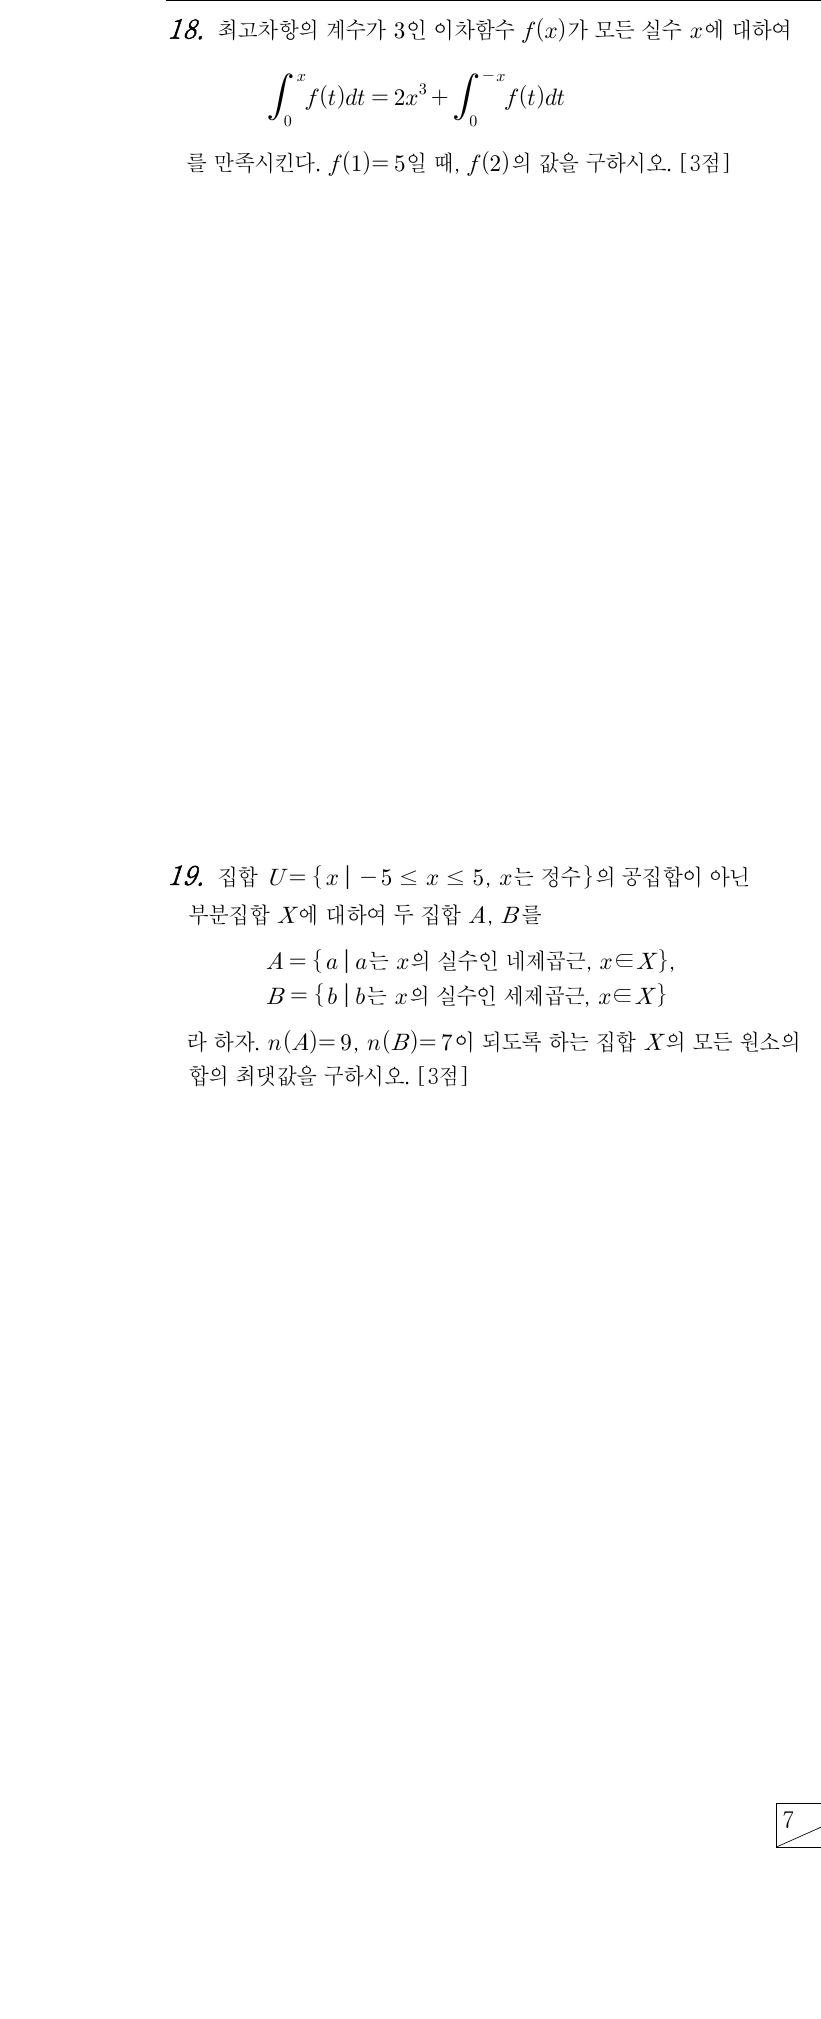 18. 최고차항의 계수가 3인 이차함수 f(x)가 모든 실수 x에 대하여
∫₀ˣ f(t)dt = 2x³ + ∫₀⁻ˣ f(t)dt
를 만족시킨다. f(1)= 5일 때, f(2)의 값을 구하시오. [3점]
19. 집합 U= {x | −5 ≤ x ≤ 5, x는 정수}의 공집합이 아닌
부분집합 X에 대하여 두 집합 A, B를
A = {a | a는 x의 실수인 네제곱근, x∈X},
B = {b | b는 x의 실수인 세제곱근, x∈X}
라 하자. n(A)= 9, n(B)= 7이 되도록 하는 집합 X의 모든 원소의
합의 최댓값을 구하시오. [3점]
7